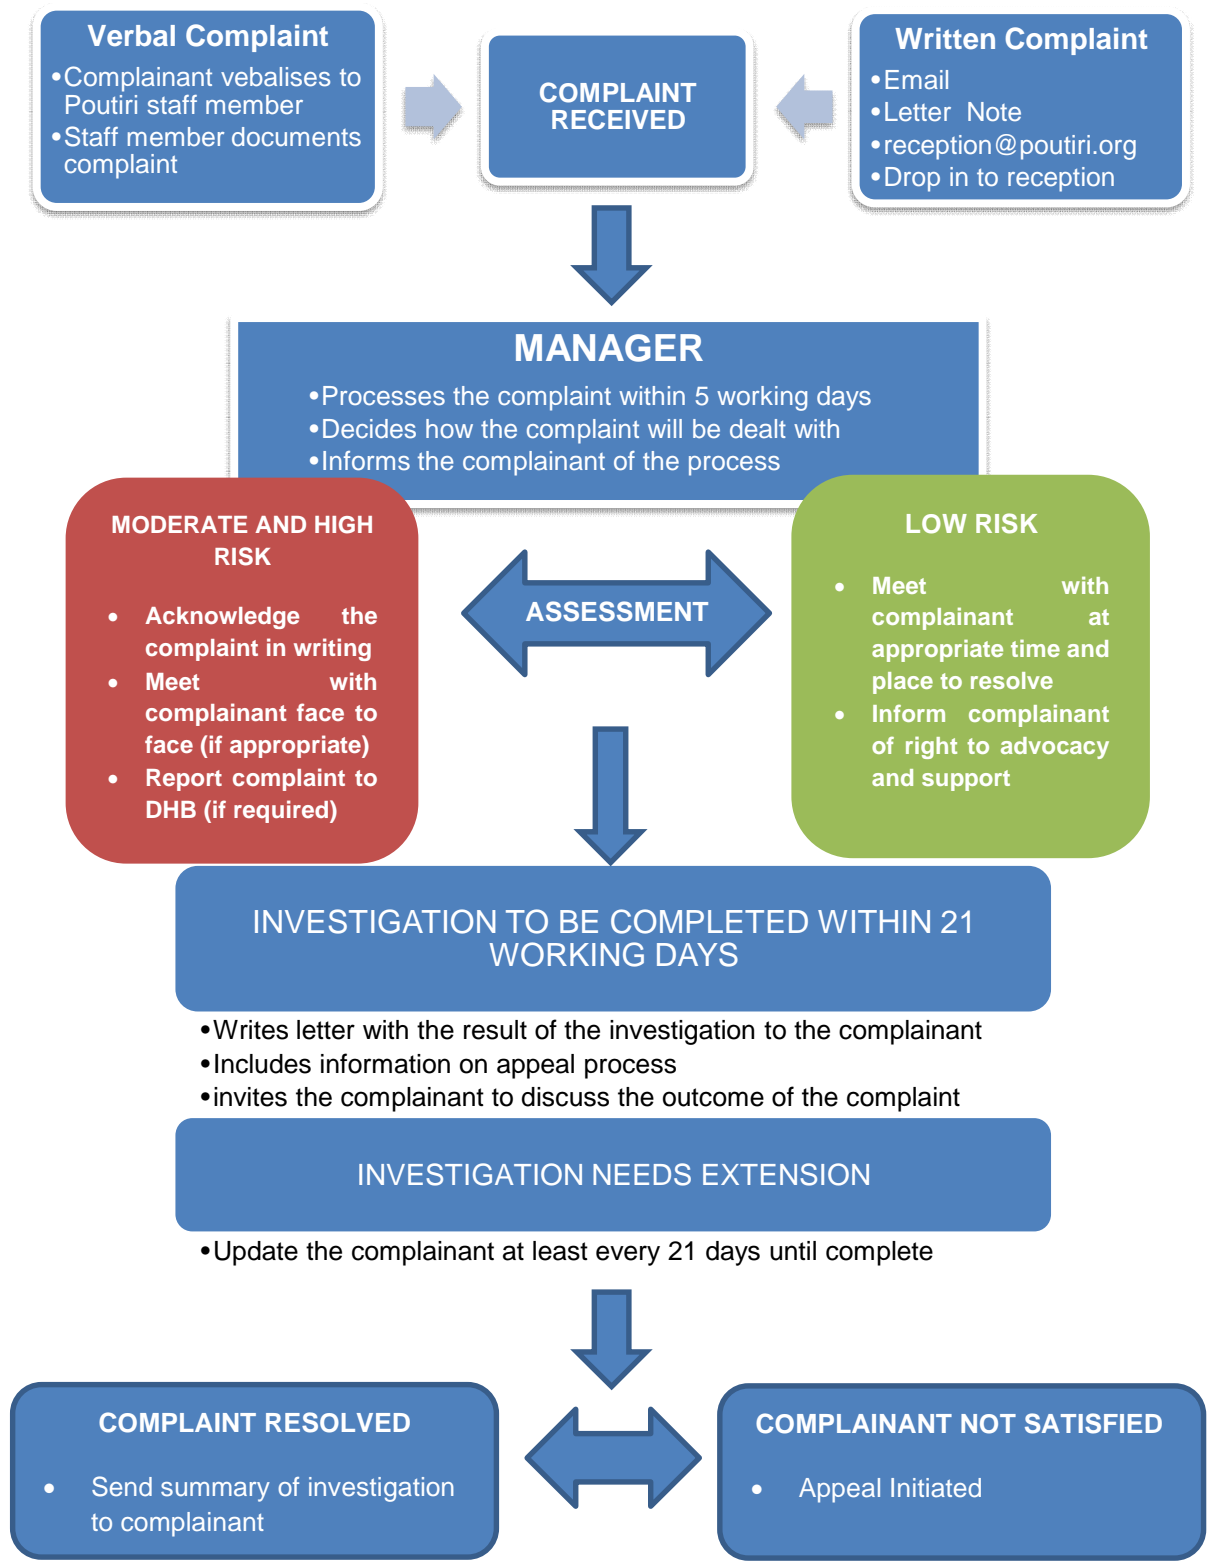 Verbal Complaint
•Complainant vebalises to
Poutiri staff member
•Staff member documents
complaint
COMPLAINT
RECEIVED
Written Complaint
•Email
•Letter Note
•reception@poutiri.org
•Drop in to reception
MANAGER
•Processes the complaint within 5 working days
•Decides how the complaint will be dealt with
•Informs the complainant of the process
MODERATE AND HIGH
RISK
• Acknowledge the
complaint in writing
• Meet with
complainant face to
face (if appropriate)
• Report complaint to
DHB (if required)
ASSESSMENT
LOW RISK
• Meet with
complainant at
appropriate time and
place to resolve
• Inform complainant
of right to advocacy
and support
INVESTIGATION TO BE COMPLETED WITHIN 21
WORKING DAYS
•Writes letter with the result of the investigation to the complainant
•Includes information on appeal process
•invites the complainant to discuss the outcome of the complaint
INVESTIGATION NEEDS EXTENSION
•Update the complainant at least every 21 days until complete
COMPLAINT RESOLVED
• Send summary of investigation
to complainant
COMPLAINANT NOT SATISFIED
• Appeal Initiated